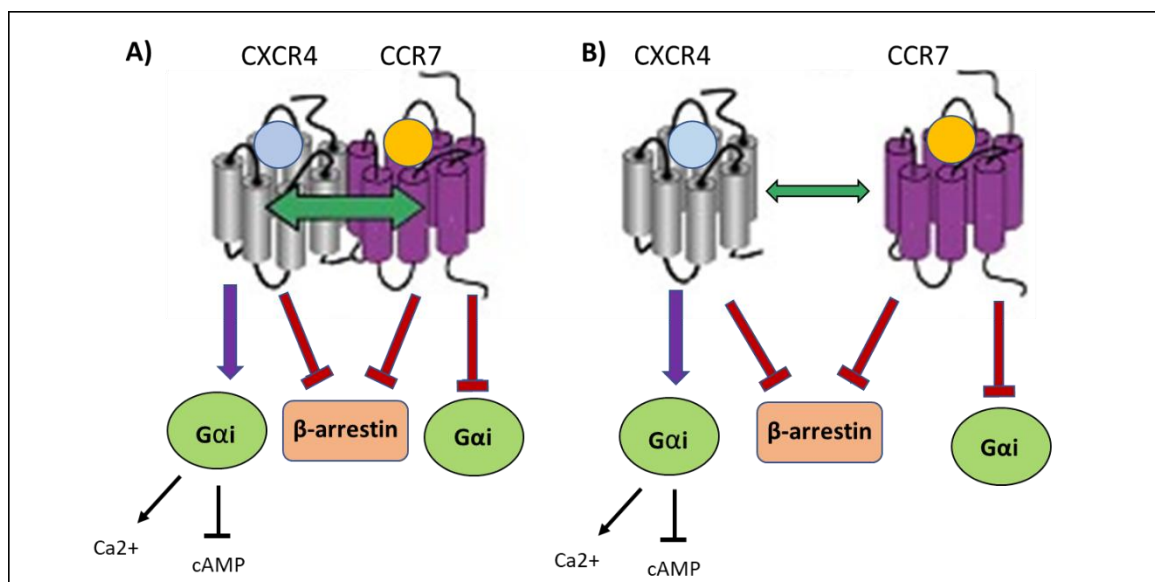 A)
CXCR4
CCR7
Gαi
β-arrestin
Gαi
Ca2+
cAMP
B)
CXCR4
CCR7
Gαi
β-arrestin
Gαi
Ca2+
cAMP